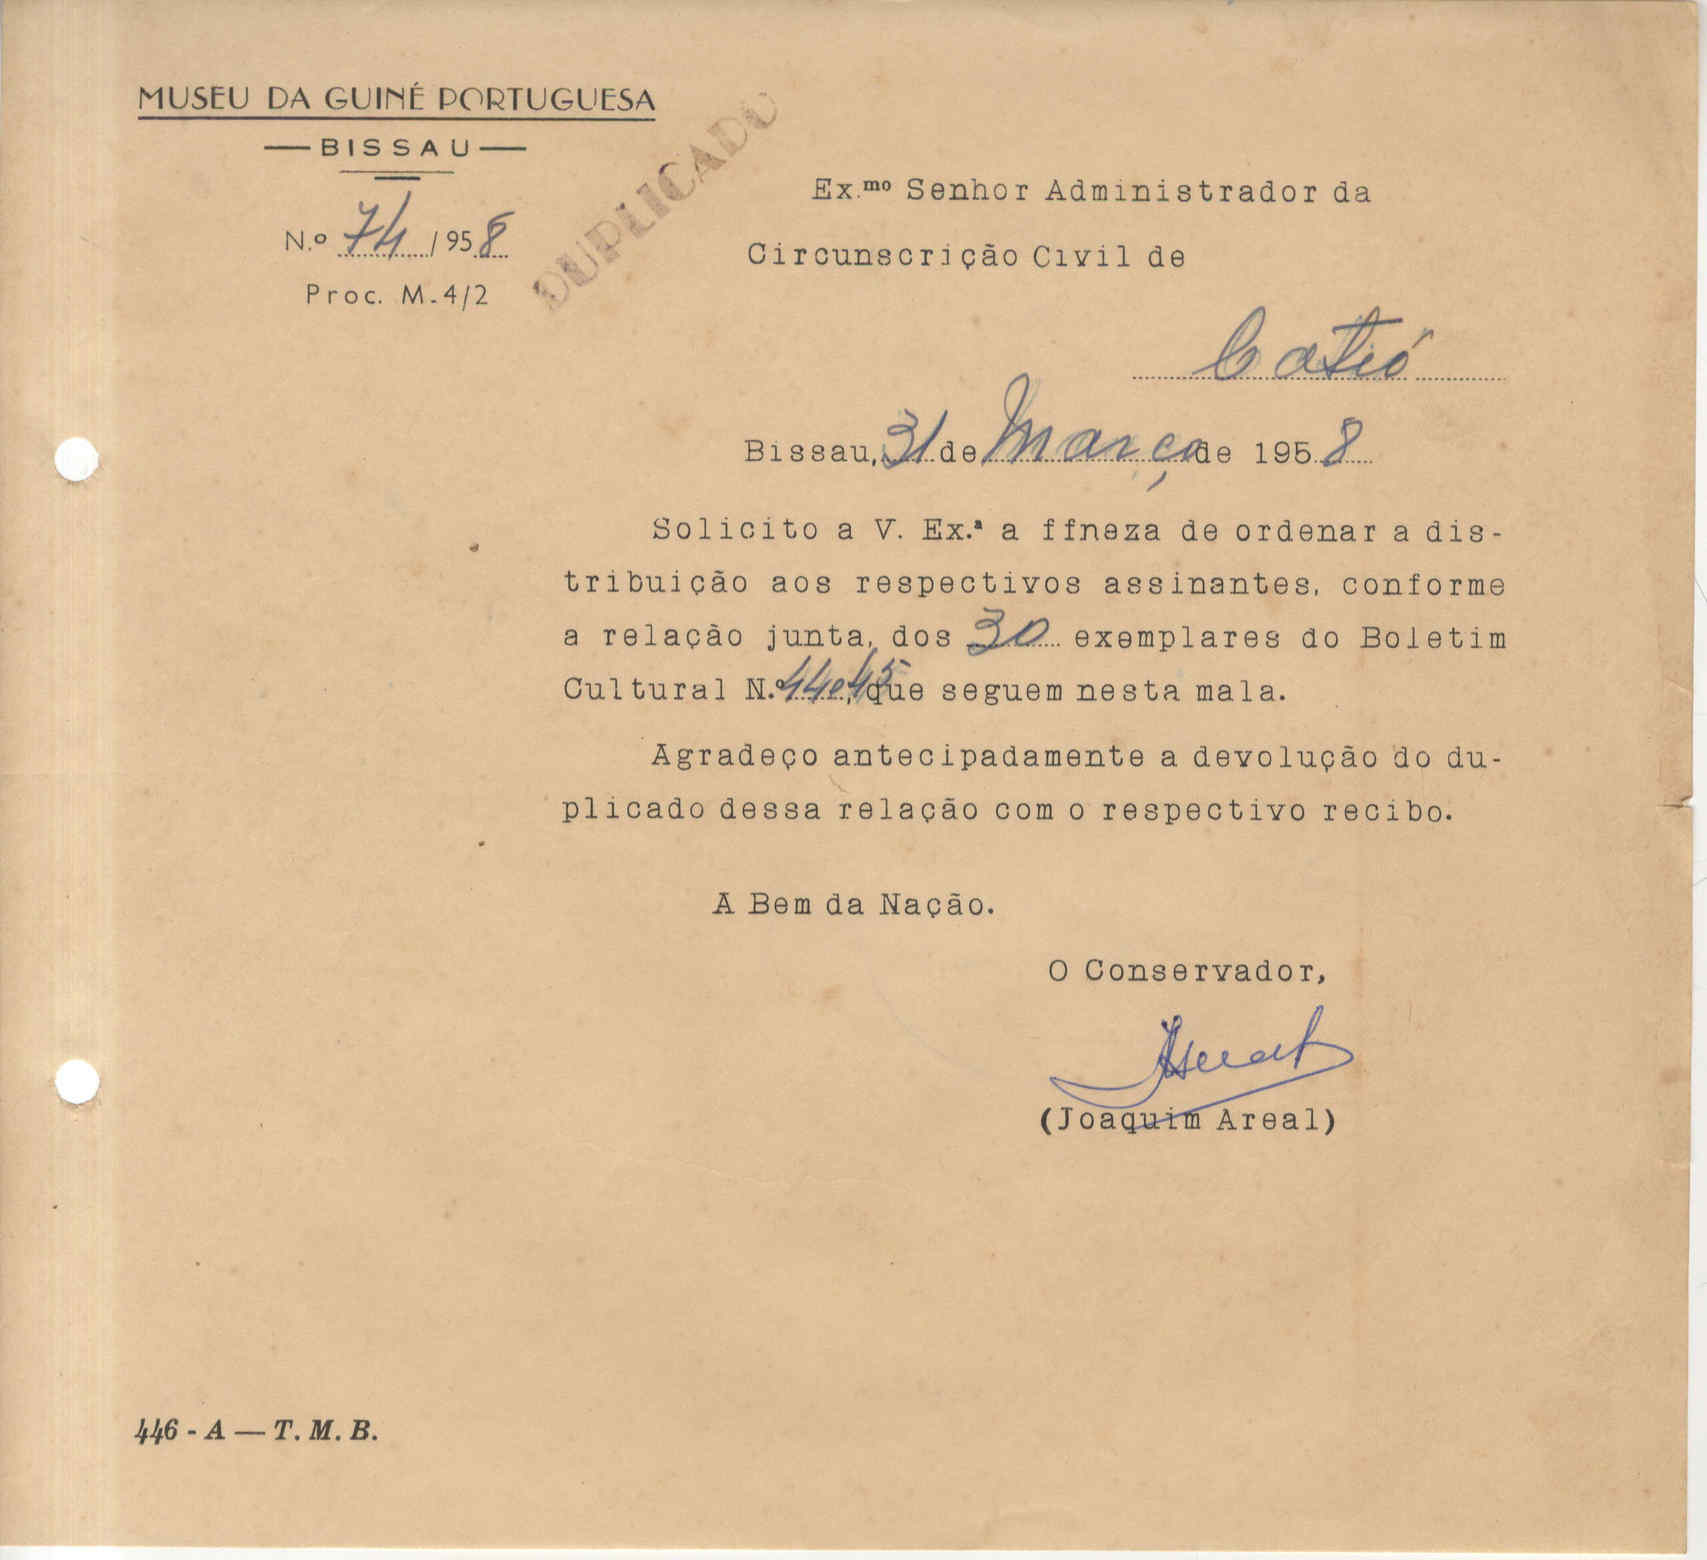 MUSEU DA GUINÉ PORTUGUESA
BISSAU
N.º 74/1958
Proc. M-4/2
DUPLICADO
Ex.mo Senhor Administrador da
Circunscrição Civil de
Catió
Bissau, 31 de Março de 1958
Solicito a V. Ex.ª a ffneza de ordenar a dis-
tribuição aos respectivos assinantes, conforme
a relação junta, dos 30 exemplares do Boletim
Cultural N.º 44 e 45, que seguem nesta mala.
Agradeço antecipadamente a devolução do du-
plicado dessa relação com o respectivo recibo.
A Bem da Nação.
O Conservador,
Areal
(Joaquim Areal)
446 - A — T. M. B.